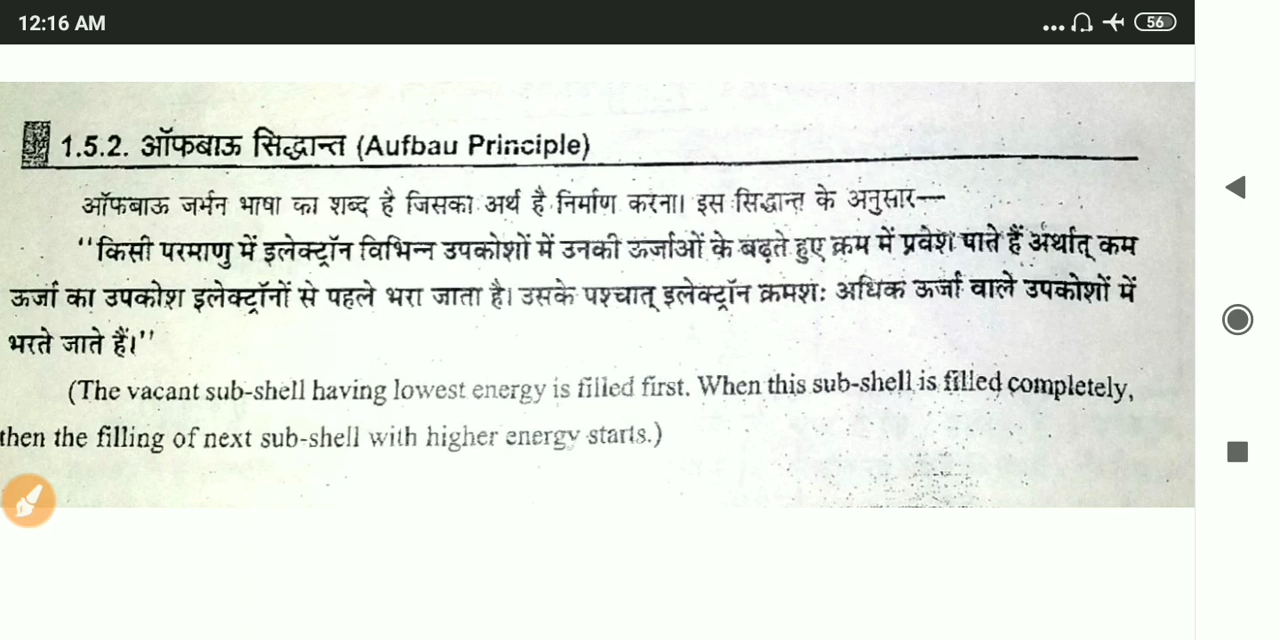 12:16 AM
56
1.5.2. ऑफबाऊ सिद्धान्त (Aufbau Principle)
ऑफबाऊ जर्मन भाषा का शब्द है जिसका अर्थ है निर्माण करना। इस सिद्धान्त के अनुसार—
‘‘किसी परमाणु में इलेक्ट्रॉन विभिन्न उपकोशों में उनकी ऊर्जाओं के बढ़ते हुए क्रम में प्रवेश पाते हैं अर्थात् कम
ऊर्जा का उपकोश इलेक्ट्रॉनों से पहले भरा जाता है। उसके पश्चात् इलेक्ट्रॉन क्रमशः अधिक ऊर्जा वाले उपकोशों में
भरते जाते हैं।’’
(The vacant sub-shell having lowest energy is filled first. When this sub-shell is filled completely,
then the filling of next sub-shell with higher energy starts.)